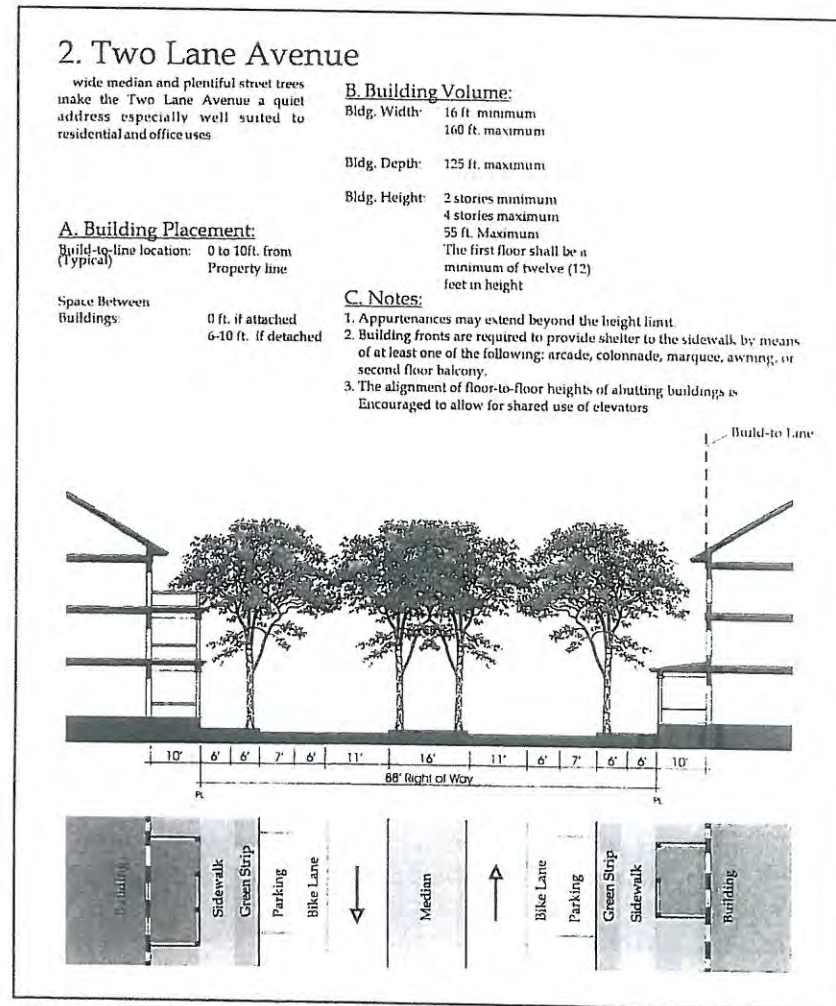 2. Two Lane Avenue
wide median and plentiful street trees
make the Two Lane Avenue a quiet
address especially well suited to
residential and office uses
A. Building Placement:
Build-to-line location: 0 to 10ft. from
(Typical) Property line
Space Between
Buildings: 0 ft. if attached
6-10 ft. if detached
B. Building Volume:
Bldg. Width: 16 ft minimum
160 ft. maximum
Bldg. Depth: 125 ft. maximum
Bldg. Height: 2 stories minimum
4 stories maximum
55 ft. Maximum
The first floor shall be a
minimum of twelve (12)
feet in height
C. Notes:
1. Appurtenances may extend beyond the height limit.
2. Building fronts are required to provide shelter to the sidewalk by means
of at least one of the following: arcade, colonnade, marquee, awning, or
second floor balcony.
3. The alignment of floor-to-floor heights of abutting buildings is
Encouraged to allow for shared use of elevators
Build-to Line
10' 6' 6' 7' 6' 11' 16' 11' 6' 7' 6' 6' 10'
88' Right of Way
PL PL
Building
Sidewalk
Green Strip
Parking
Bike Lane
Median
Bike Lane
Parking
Green Strip
Sidewalk
Building